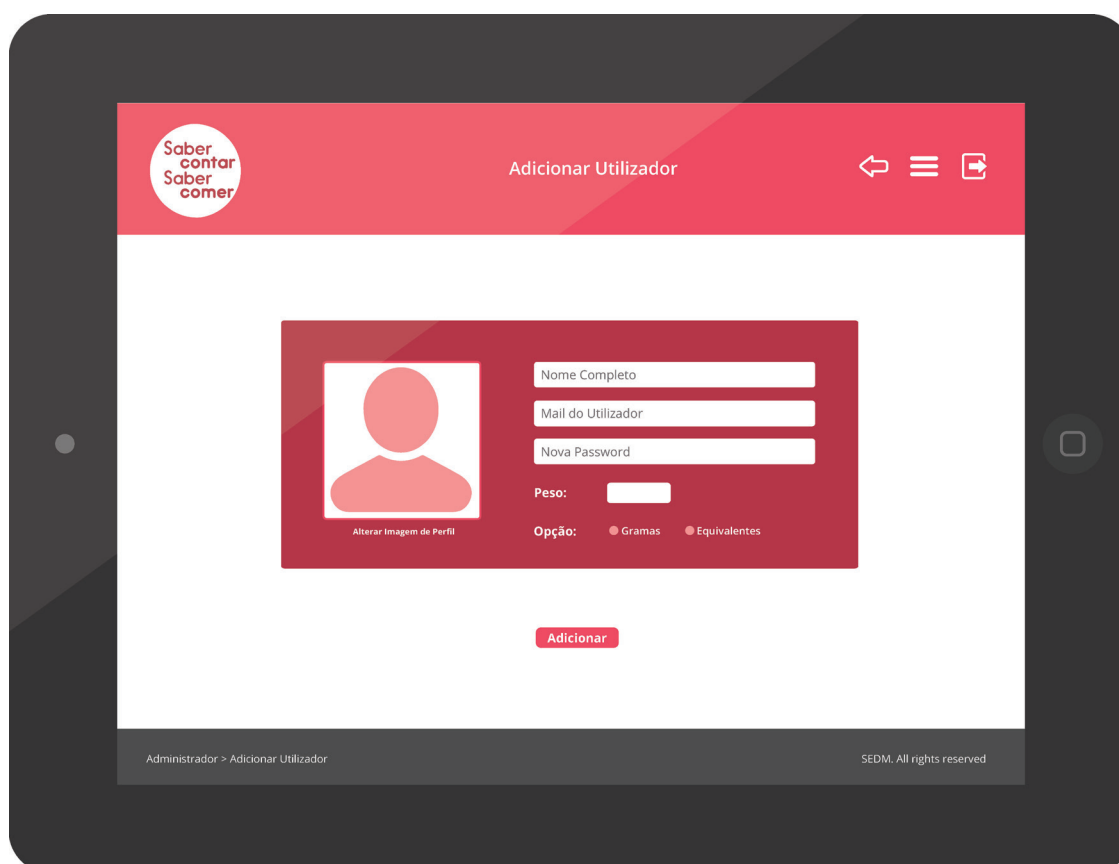 Saber
contar
Saber
comer
Adicionar Utilizador
Nome Completo
Mail do Utilizador
Nova Password
Peso:
Alterar Imagem de Perfil
Opção: Gramas Equivalentes
Adicionar
Administrador > Adicionar Utilizador
SEDM. All rights reserved